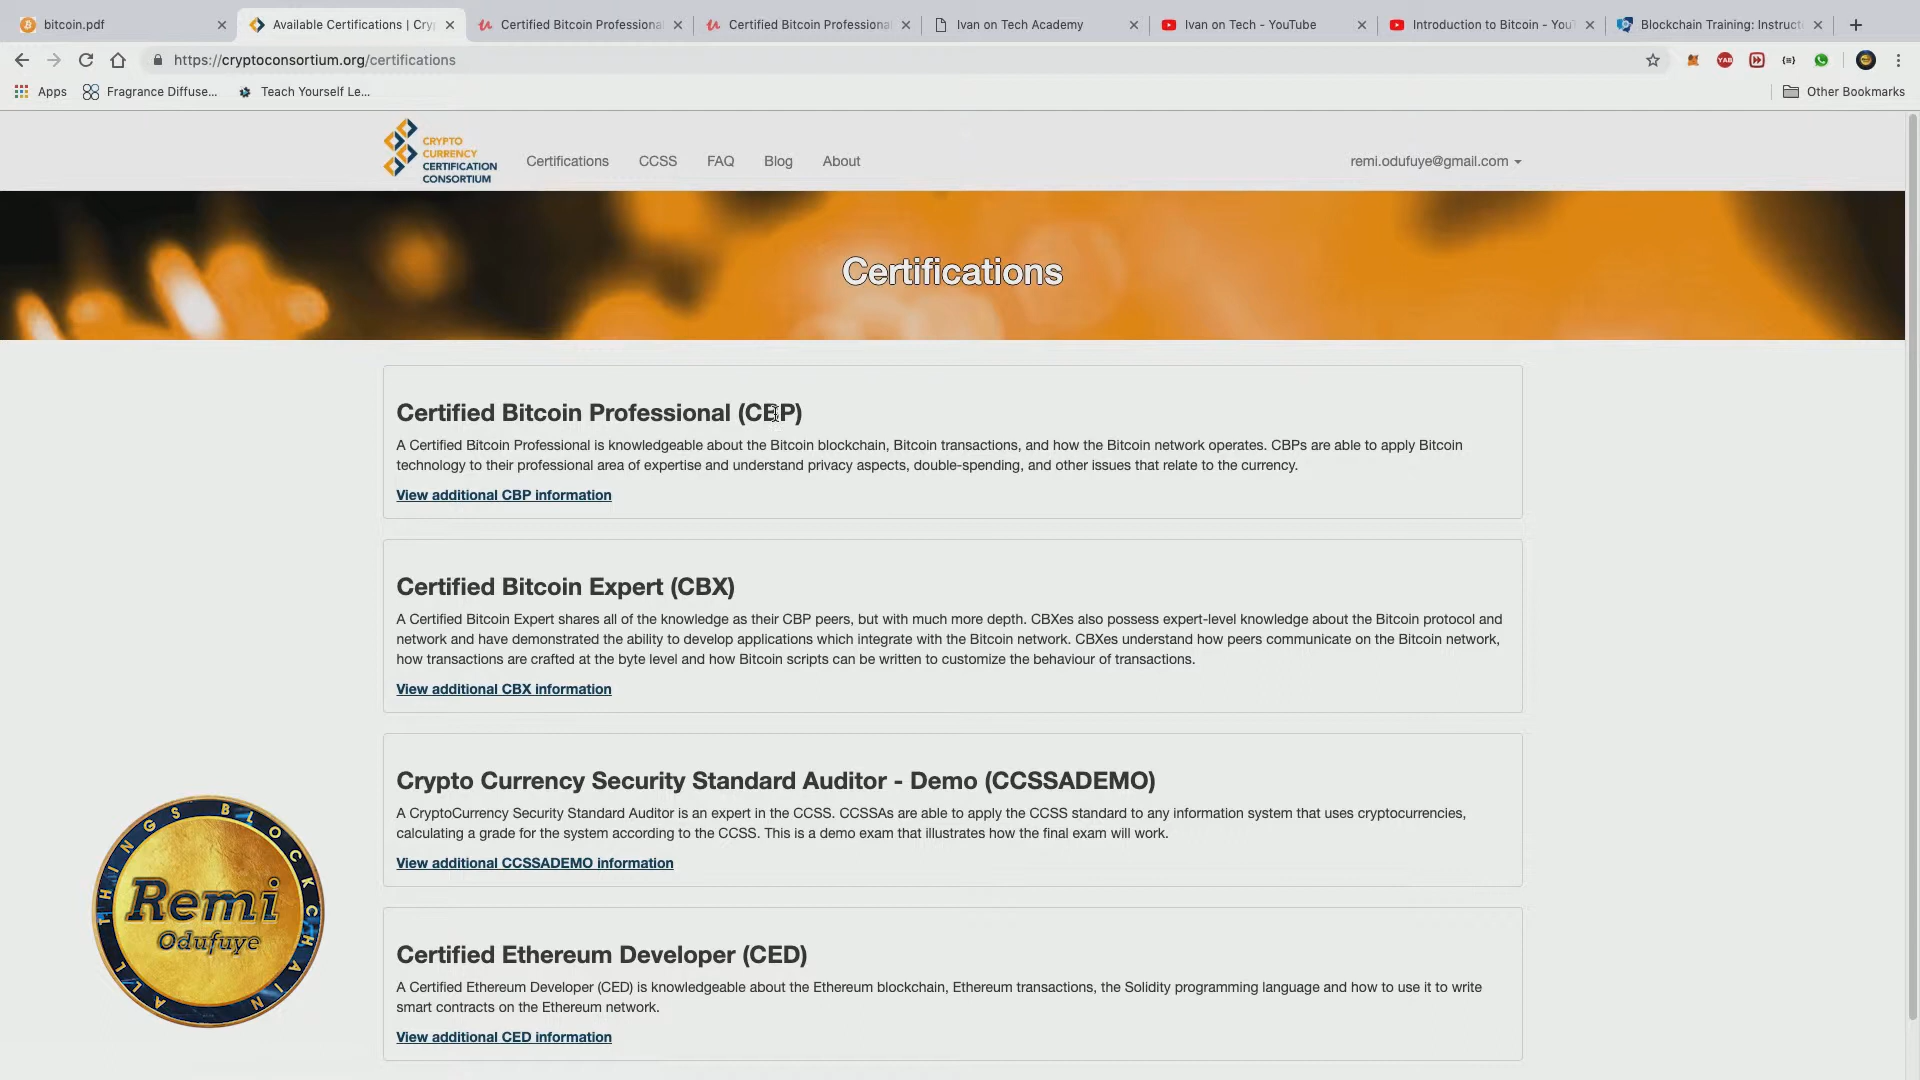 bitcoin.pdf
Available Certifications | Cry
Certified Bitcoin Professional
Certified Bitcoin Professional
Ivan on Tech Academy
Ivan on Tech - YouTube
Introduction to Bitcoin - YouT
Blockchain Training: Instruct
https://cryptoconsortium.org/certifications
YAB
Apps
Fragrance Diffuse...
Teach Yourself Le...
Other Bookmarks
CRYPTO
CURRENCY
CERTIFICATION
CONSORTIUM
Certifications
CCSS
FAQ
Blog
About
remi.odufuye@gmail.com
Certifications
Certified Bitcoin Professional (CBP)
A Certified Bitcoin Professional is knowledgeable about the Bitcoin blockchain, Bitcoin transactions, and how the Bitcoin network operates. CBPs are able to apply Bitcoin
technology to their professional area of expertise and understand privacy aspects, double-spending, and other issues that relate to the currency.
View additional CBP information
Certified Bitcoin Expert (CBX)
A Certified Bitcoin Expert shares all of the knowledge as their CBP peers, but with much more depth. CBXes also possess expert-level knowledge about the Bitcoin protocol and
network and have demonstrated the ability to develop applications which integrate with the Bitcoin network. CBXes understand how peers communicate on the Bitcoin network,
how transactions are crafted at the byte level and how Bitcoin scripts can be written to customize the behaviour of transactions.
View additional CBX information
Crypto Currency Security Standard Auditor - Demo (CCSSADEMO)
A CryptoCurrency Security Standard Auditor is an expert in the CCSS. CCSSAs are able to apply the CCSS standard to any information system that uses cryptocurrencies,
calculating a grade for the system according to the CCSS. This is a demo exam that illustrates how the final exam will work.
View additional CCSSADEMO information
Certified Ethereum Developer (CED)
A Certified Ethereum Developer (CED) is knowledgeable about the Ethereum blockchain, Ethereum transactions, the Solidity programming language and how to use it to write
smart contracts on the Ethereum network.
View additional CED information
ALL THINGS BLOCKCHAIN
Remi
Odufuye